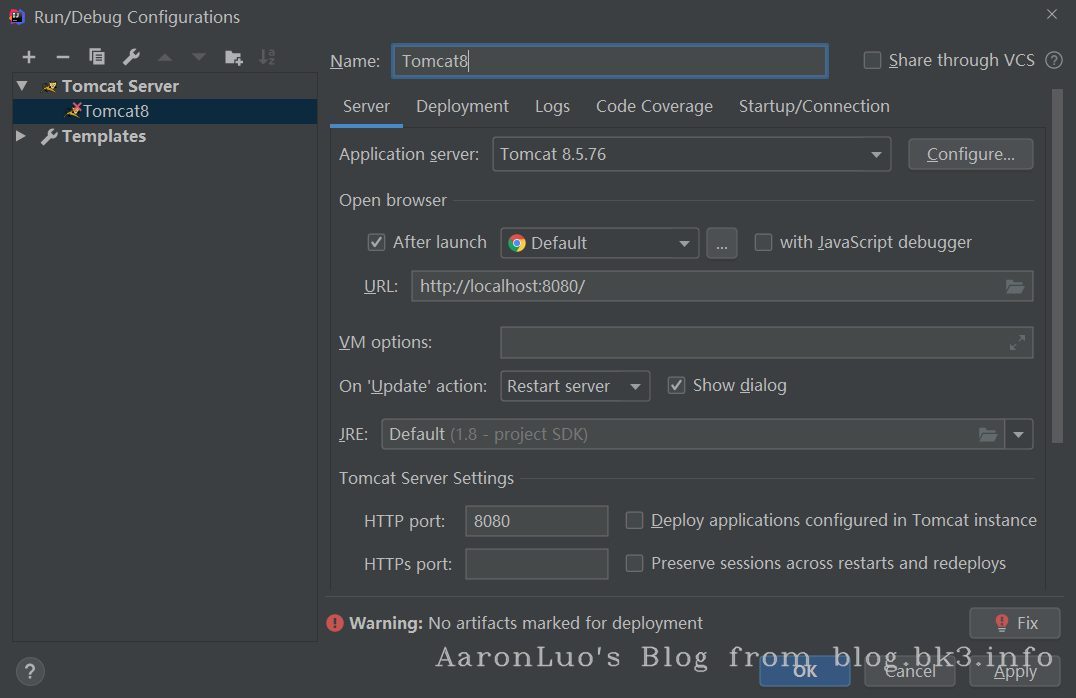 Run/Debug Configurations
Name: Tomcat8
Share through VCS ?
Tomcat Server
Tomcat8
Templates
Server Deployment Logs Code Coverage Startup/Connection
Application server: Tomcat 8.5.76 Configure...
Open browser
After launch Default ... with JavaScript debugger
URL: http://localhost:8080/
VM options:
On 'Update' action: Restart server Show dialog
JRE: Default (1.8 - project SDK)
Tomcat Server Settings
HTTP port: 8080 Deploy applications configured in Tomcat instance
HTTPs port: Preserve sessions across restarts and redeploys
Warning: No artifacts marked for deployment Fix
AaronLuo's Blog from blog.bk3.info
? OK Cancel Apply